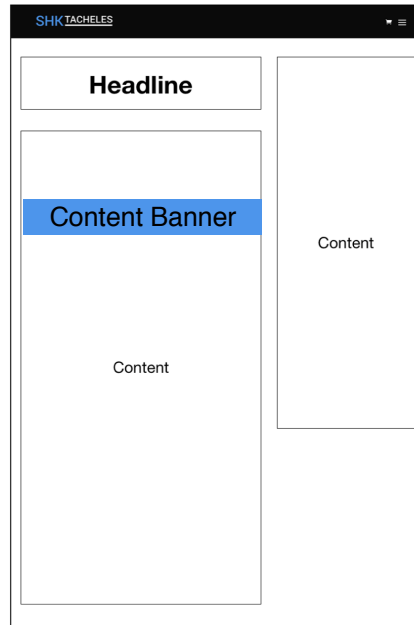 SHK TACHELES
Headline
Content Banner
Content
Content